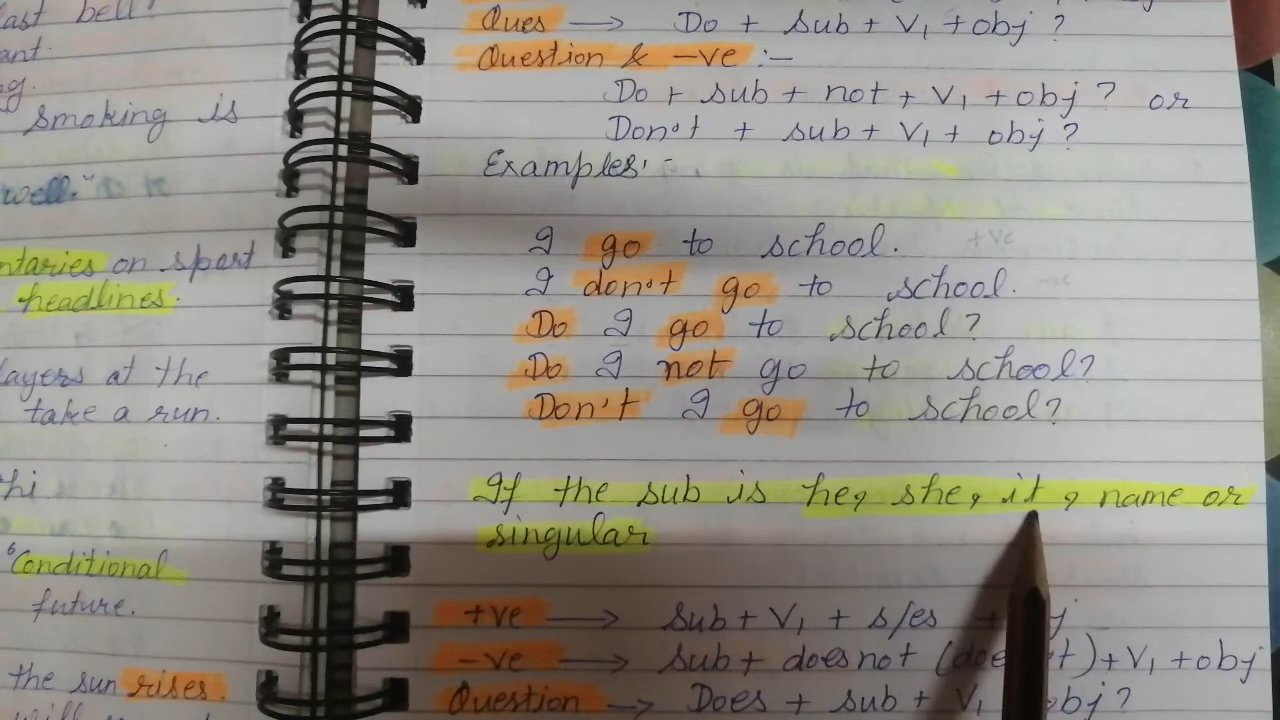 last bell"
ant.
g.
smoking is
well."
ntaries on sport
headlines.
layers at the
take a run.
hi
"Conditional
future.
the sun rises.
Ques → Do + sub + V₁ + obj ?
Question & -ve :-
Do + sub + not + V₁ + obj ? or
Don't + sub + V₁ + obj ?
Examples:-
I go to school.
I don't go to school.
Do I go to school?
Do I not go to school?
Don't I go to school?
If the sub is he, she, it, name or
singular
+ve → Sub + V₁ + s/es + j
-ve → Sub + does not (doe t) + V₁ + obj
Question → Does + sub + V₁ obj ?